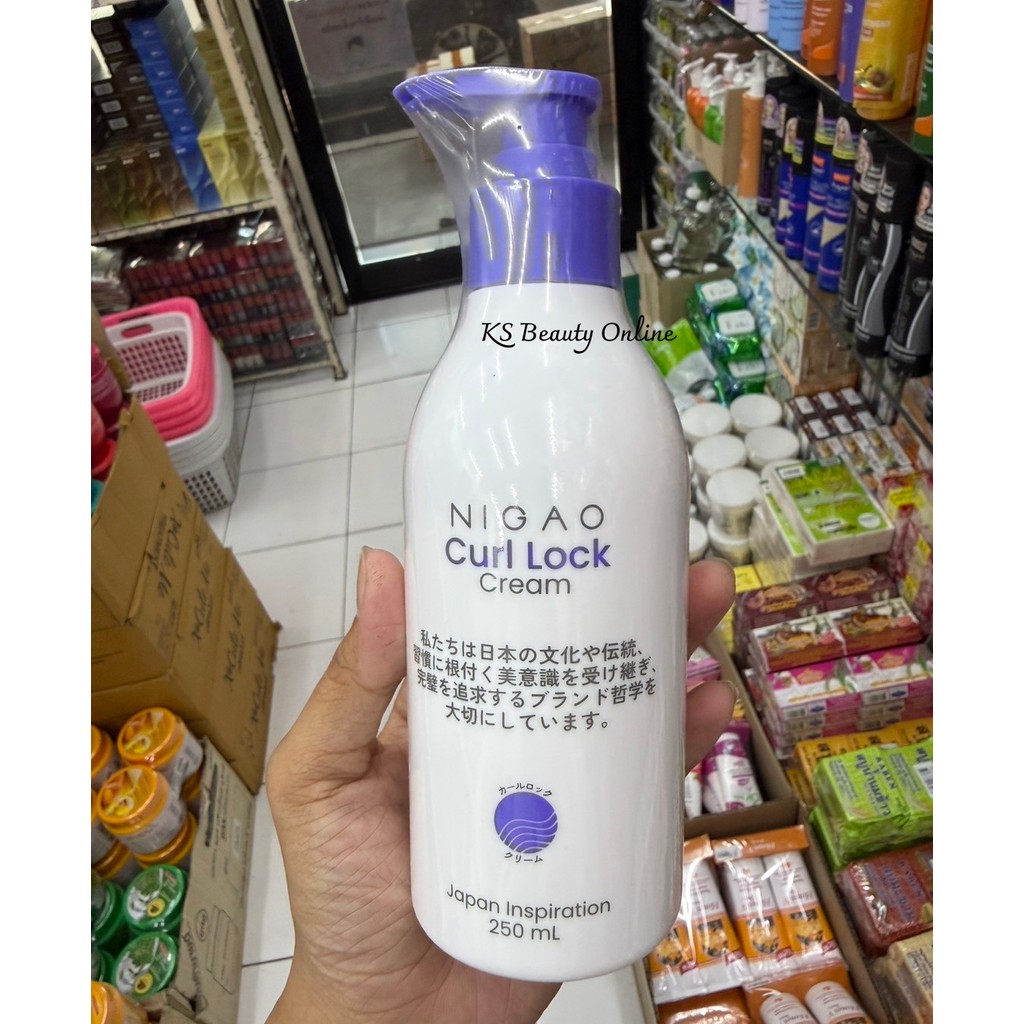 KS Beauty Online
NIGAO
Curl Lock
Cream
私たちは日本の文化や伝統、
習慣に根付く美意識を受け継ぎ、
完璧を追求するブランド哲学を
大切にしています。
カールロック
クリーム
Japan Inspiration
250 mL